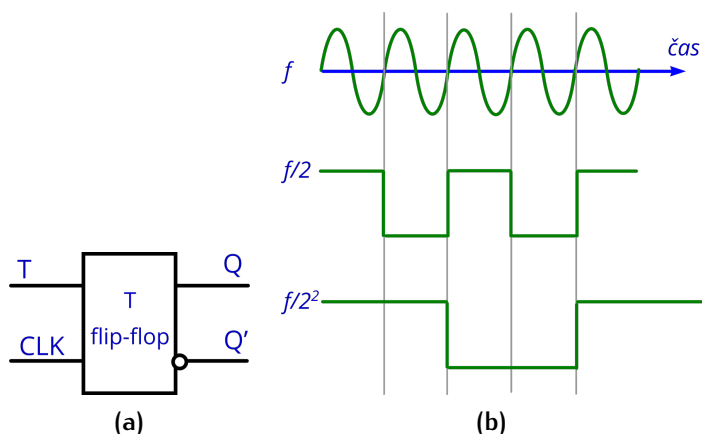 čas
f
f/2
f/2²
T
Q
T
flip-flop
CLK
Q’
(a)
(b)